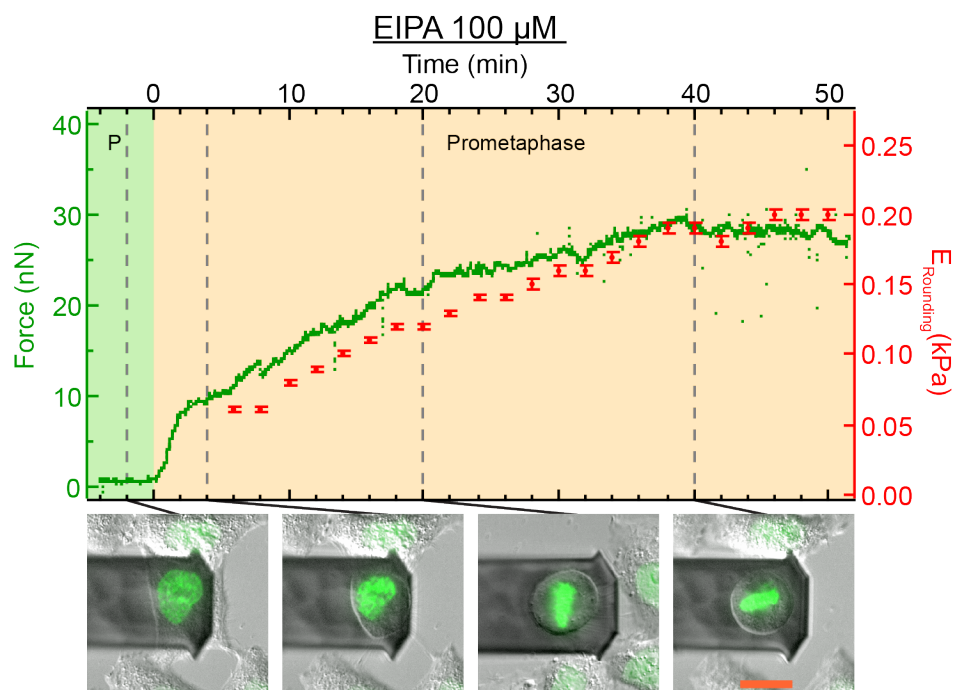 EIPA 100 µM
Time (min)
0 10 20 30 40 50
P
Prometaphase
Force (nN)
40
30
20
10
0
E Rounding (kPa)
0.25
0.20
0.15
0.10
0.05
0.00